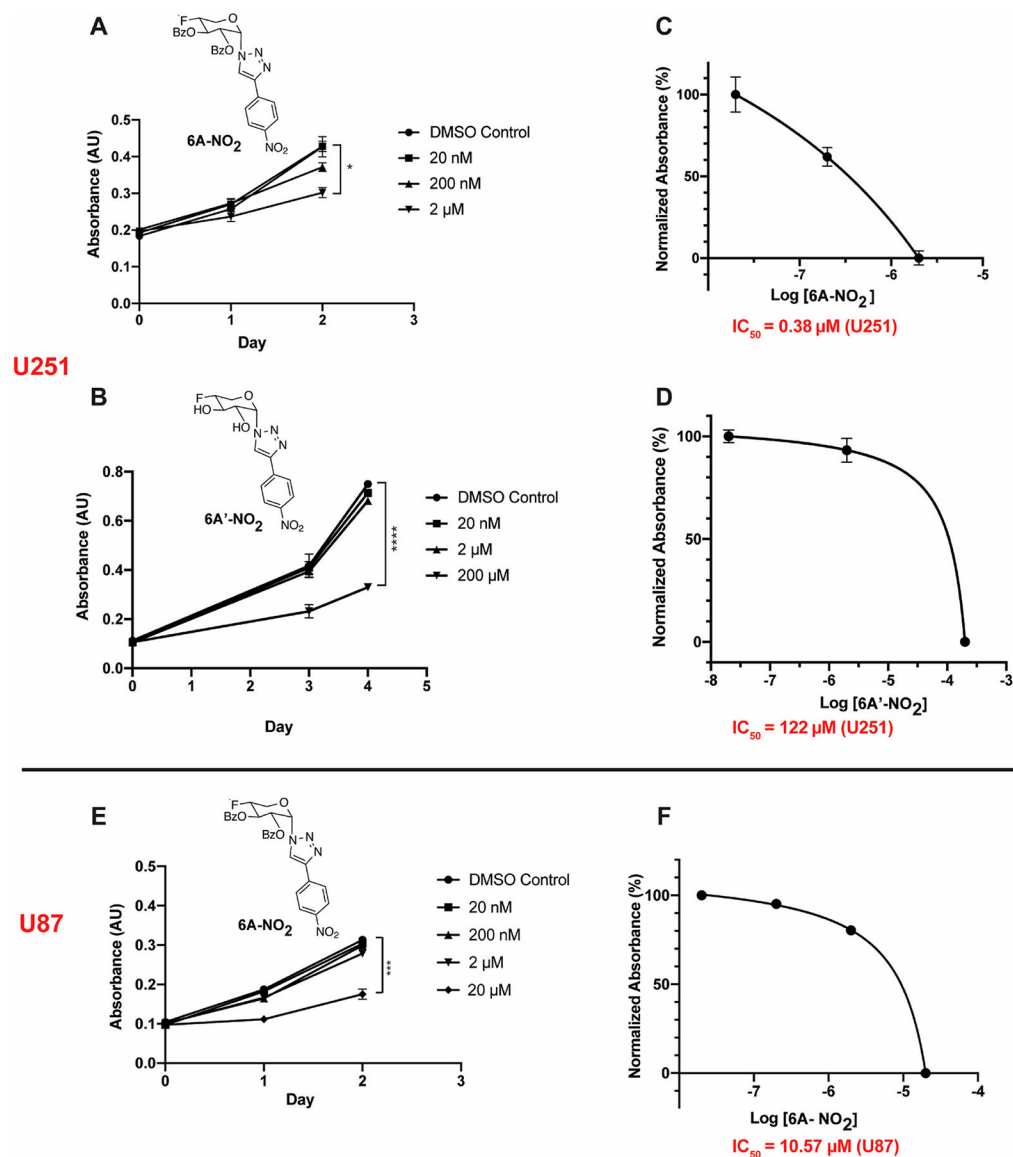 A
F
O
BzO
BzO
N
N
N
NO2
6A-NO2
Absorbance (AU)
0.5
0.4
0.3
0.2
0.1
0.0
0
1
2
3
Day
*
DMSO Control
20 nM
200 nM
2 µM
C
Normalized Absorbance (%)
100
50
0
-7
-6
-5
Log [6A-NO2]
IC50 = 0.38 µM (U251)
U251
B
F
O
HO
HO
N
N
N
NO2
6A’-NO2
Absorbance (AU)
0.8
0.6
0.4
0.2
0.0
0
1
2
3
4
5
Day
****
DMSO Control
20 nM
2 µM
200 µM
D
Normalized Absorbance (%)
100
50
0
-8
-7
-6
-5
-4
-3
Log [6A’-NO2]
IC50 = 122 µM (U251)
E
F
O
BzO
BzO
N
N
N
NO2
6A-NO2
Absorbance (AU)
0.5
0.4
0.3
0.2
0.1
0.0
0
1
2
3
Day
***
DMSO Control
20 nM
200 nM
2 µM
20 µM
U87
F
Normalized Absorbance (%)
100
50
0
-7
-6
-5
-4
Log [6A- NO2]
IC50 = 10.57 µM (U87)